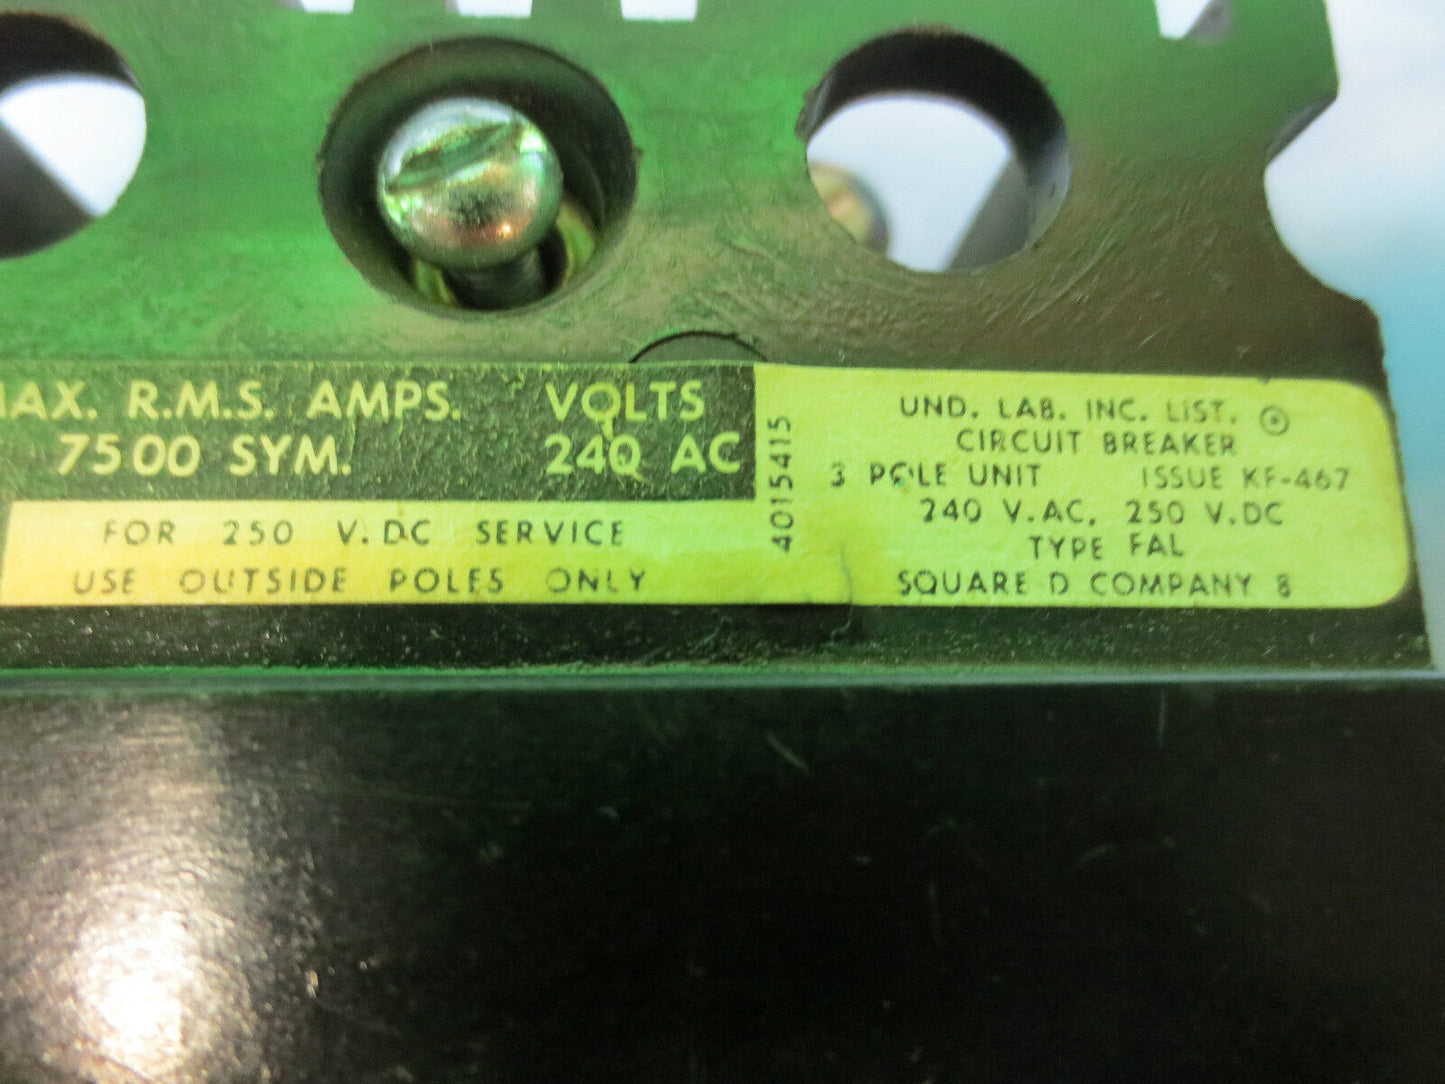 MAX. R.M.S. AMPS. VOLTS
7500 SYM. 240 AC
FOR 250 V.DC SERVICE
USE OUTSIDE POLES ONLY
4015415
UND. LAB. INC. LIST.
CIRCUIT BREAKER
3 POLE UNIT ISSUE KF-467
240 V.AC. 250 V.DC
TYPE FAL
SQUARE D COMPANY 8